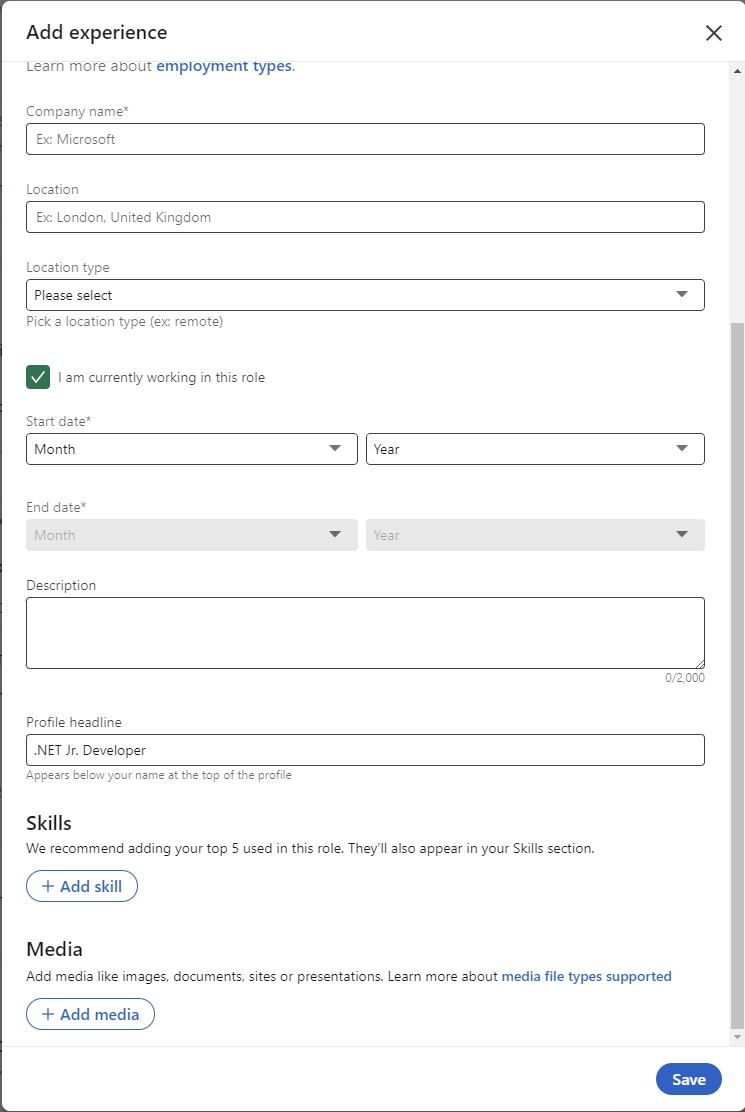 Add experience
Learn more about employment types.
Company name*
Ex: Microsoft
Location
Ex: London, United Kingdom
Location type
Please select
Pick a location type (ex: remote)
I am currently working in this role
Start date*
Month Year
End date*
Month Year
Description
0/2,000
Profile headline
.NET Jr. Developer
Appears below your name at the top of the profile
Skills
We recommend adding your top 5 used in this role. They’ll also appear in your Skills section.
+ Add skill
Media
Add media like images, documents, sites or presentations. Learn more about media file types supported
+ Add media
Save